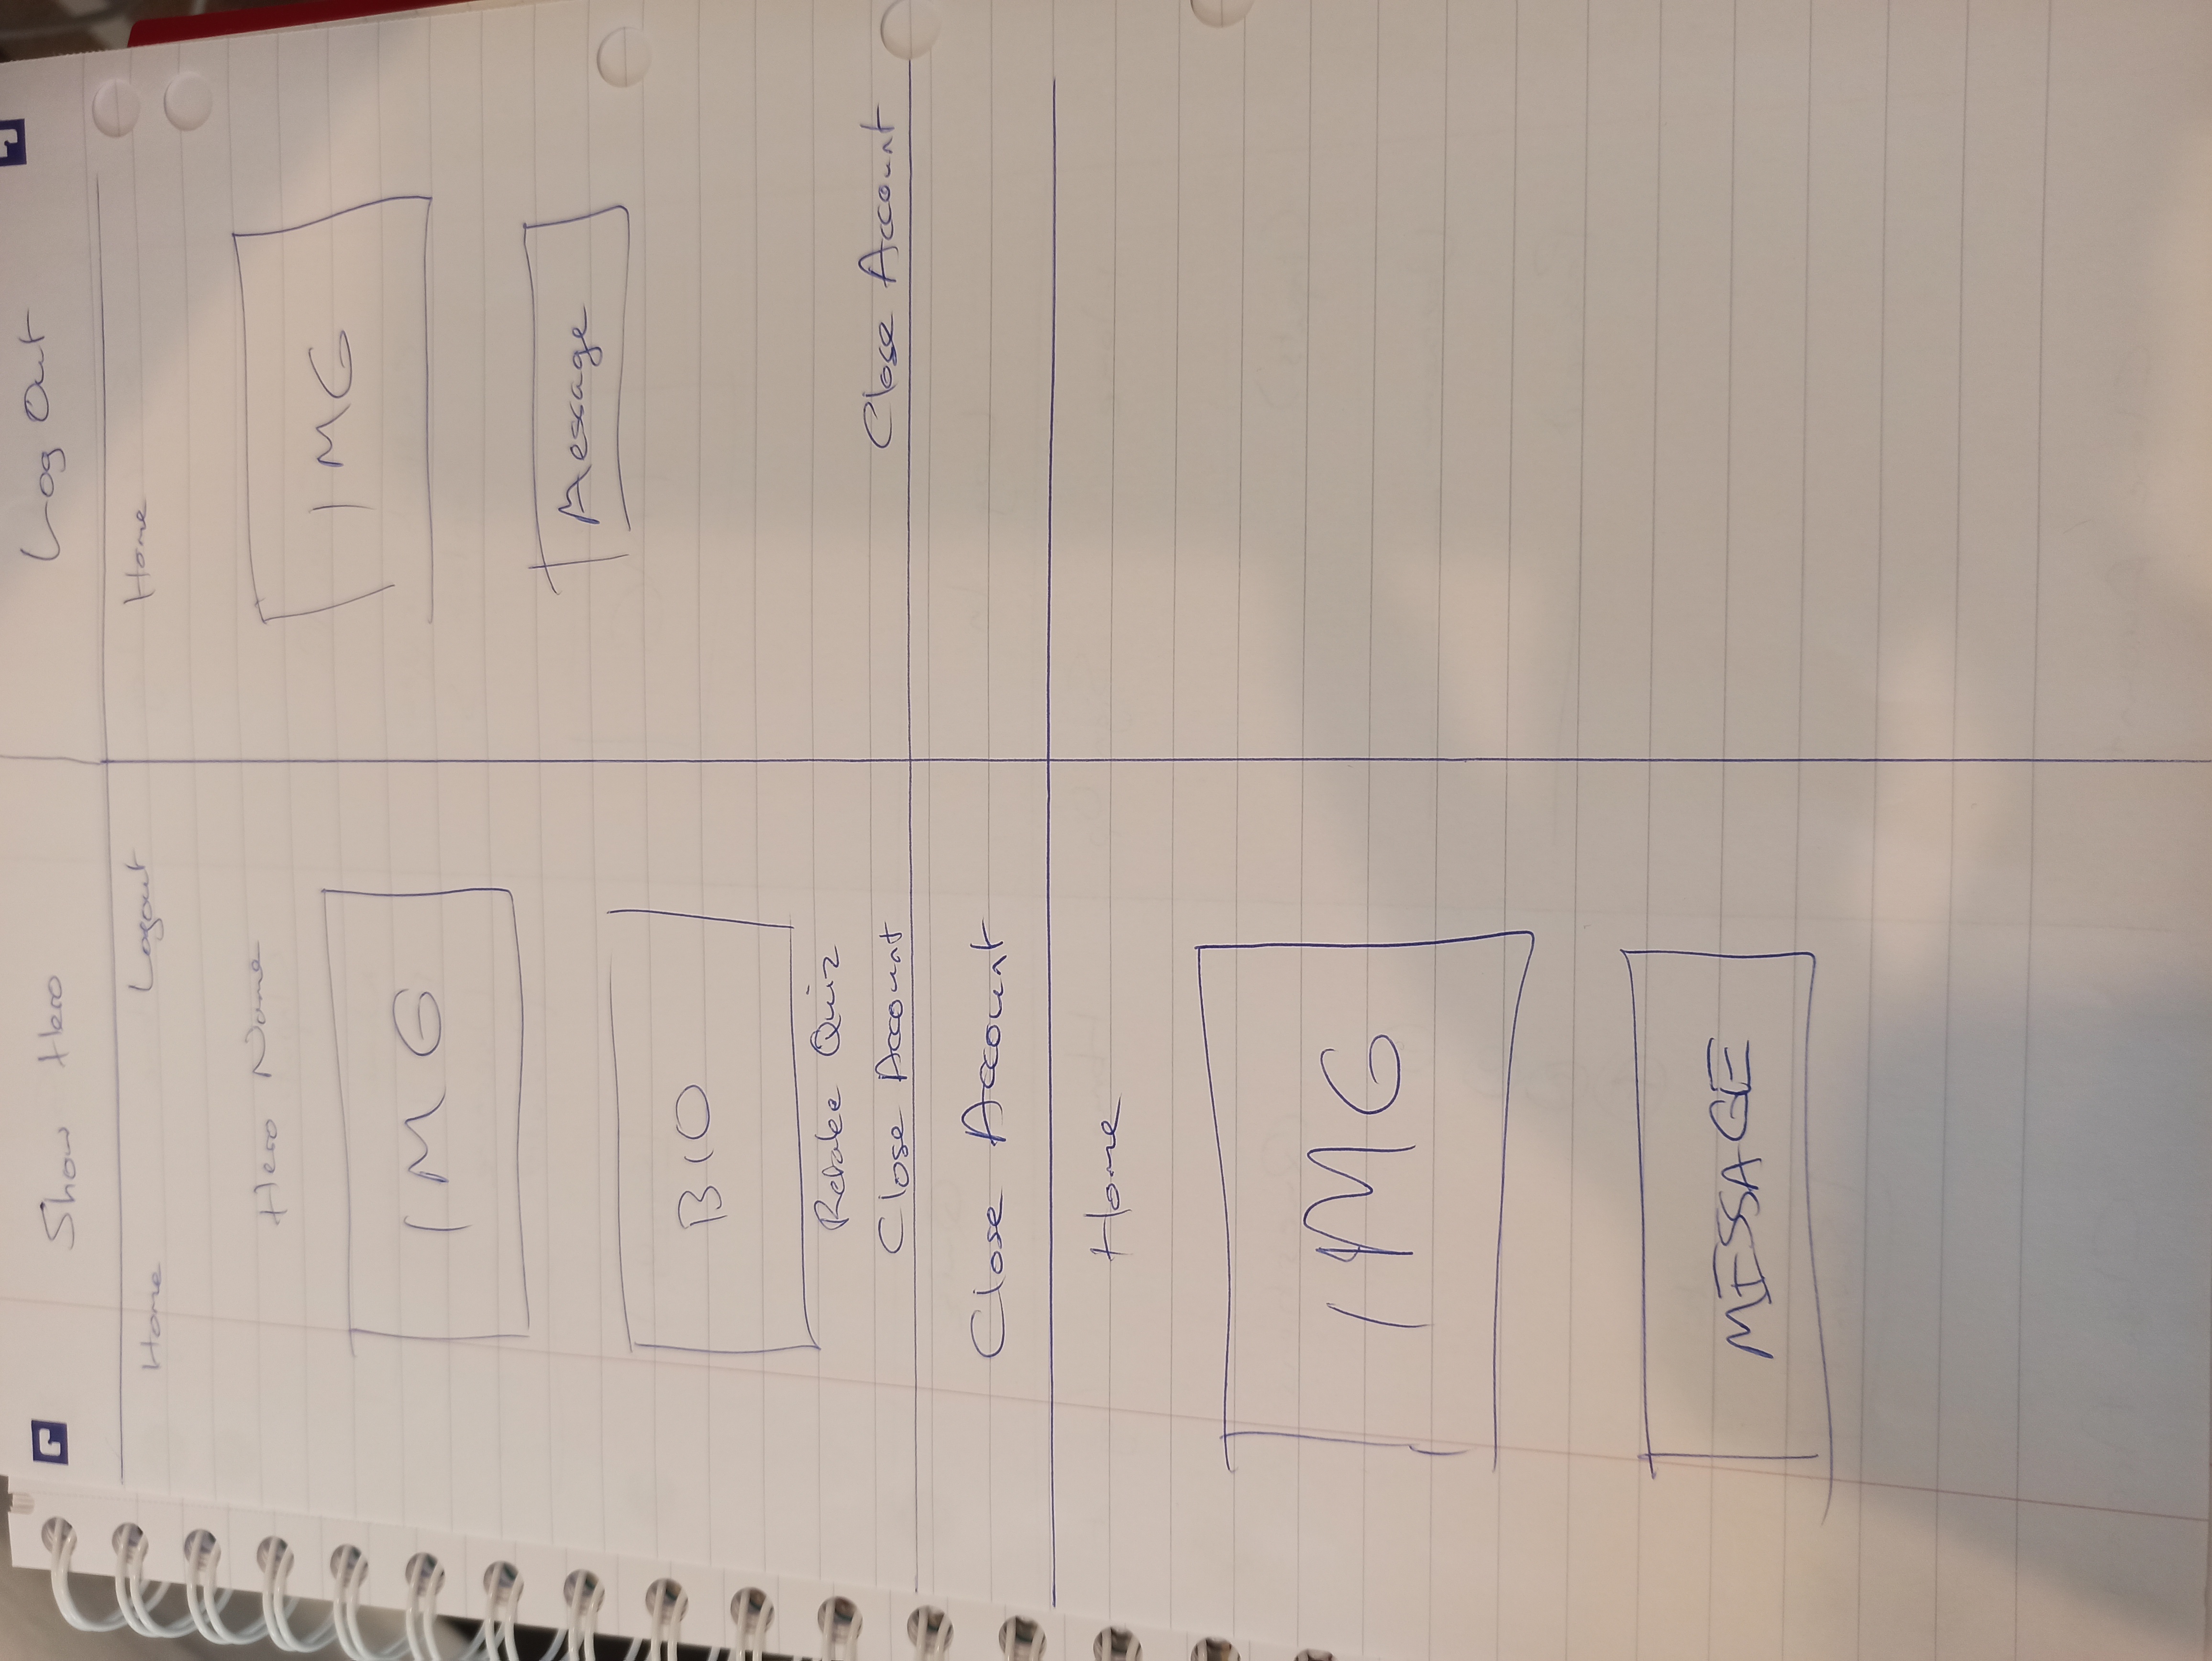 Show Hero
Home Logout
Hero Name
IMG
BIO
Retake Quiz
Close Account
Log Out
Home
IMG
Message
Close Account
Close Account
Home
IMG
MESSAGE